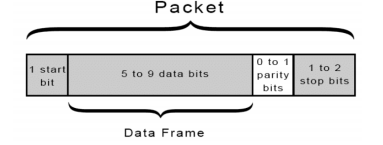 Packet
1 start
bit
5 to 9 data bits
0 to 1
parity
bits
1 to 2
stop bits
Data Frame